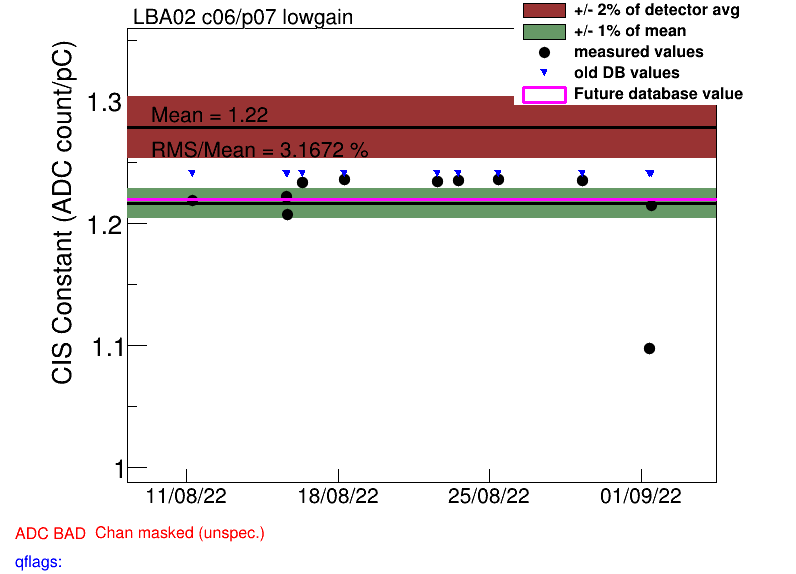 LBA02 c06/p07 lowgain
+/- 2% of detector avg
+/- 1% of mean
measured values
old DB values
Future database value
CIS Constant (ADC count/pC)
1.3
1.2
1.1
1
Mean = 1.22
RMS/Mean = 3.1672 %
11/08/22 18/08/22 25/08/22 01/09/22
ADC BAD Chan masked (unspec.)
qflags: